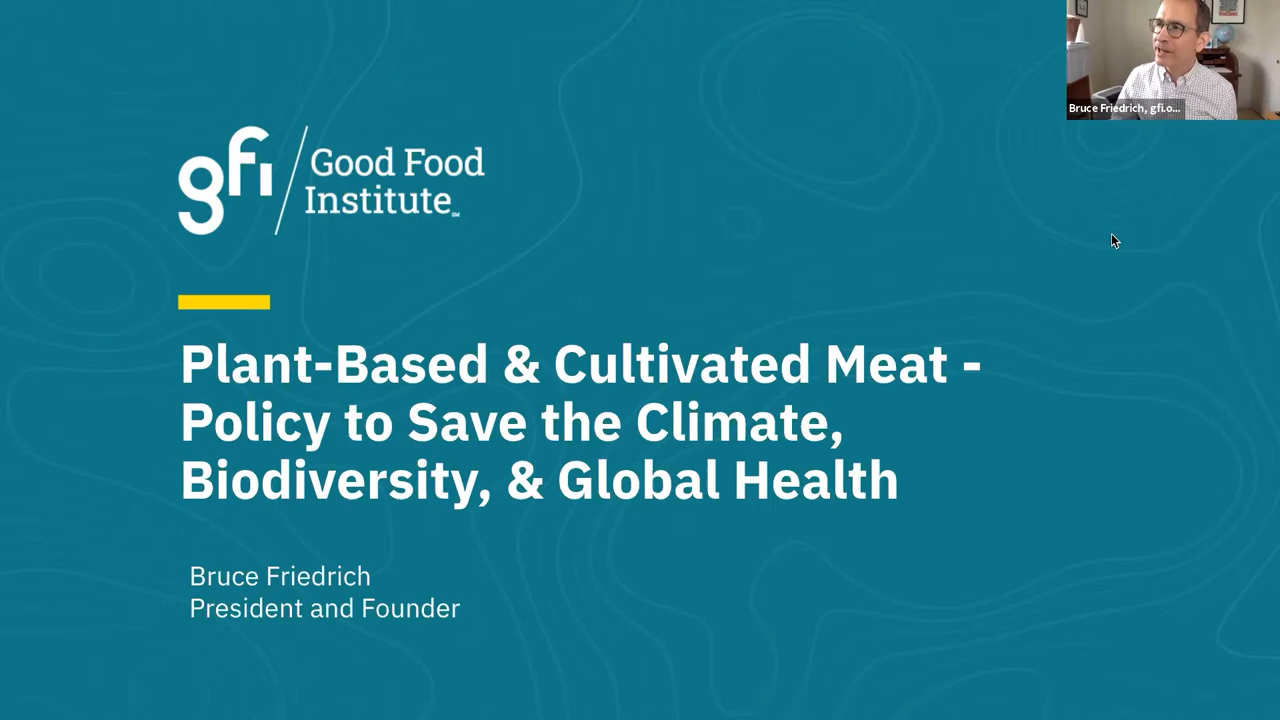 Bruce Friedrich, gfi.o...
gfi
Good Food
Institute℠
Plant-Based & Cultivated Meat -
Policy to Save the Climate,
Biodiversity, & Global Health
Bruce Friedrich
President and Founder